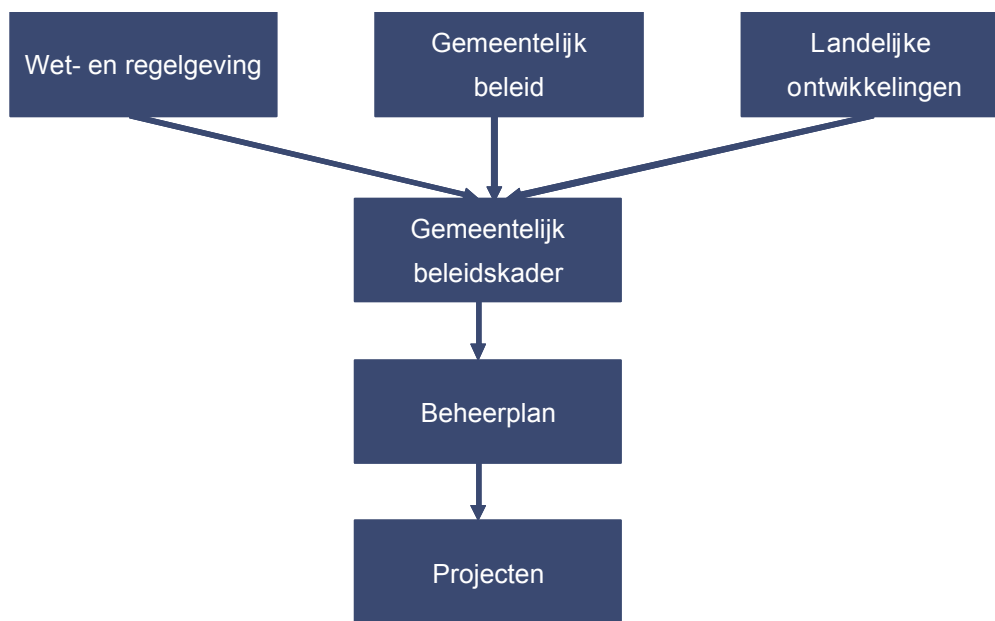 Wet- en regelgeving
Gemeentelijk
beleid
Landelijke
ontwikkelingen
Gemeentelijk
beleidskader
Beheerplan
Projecten